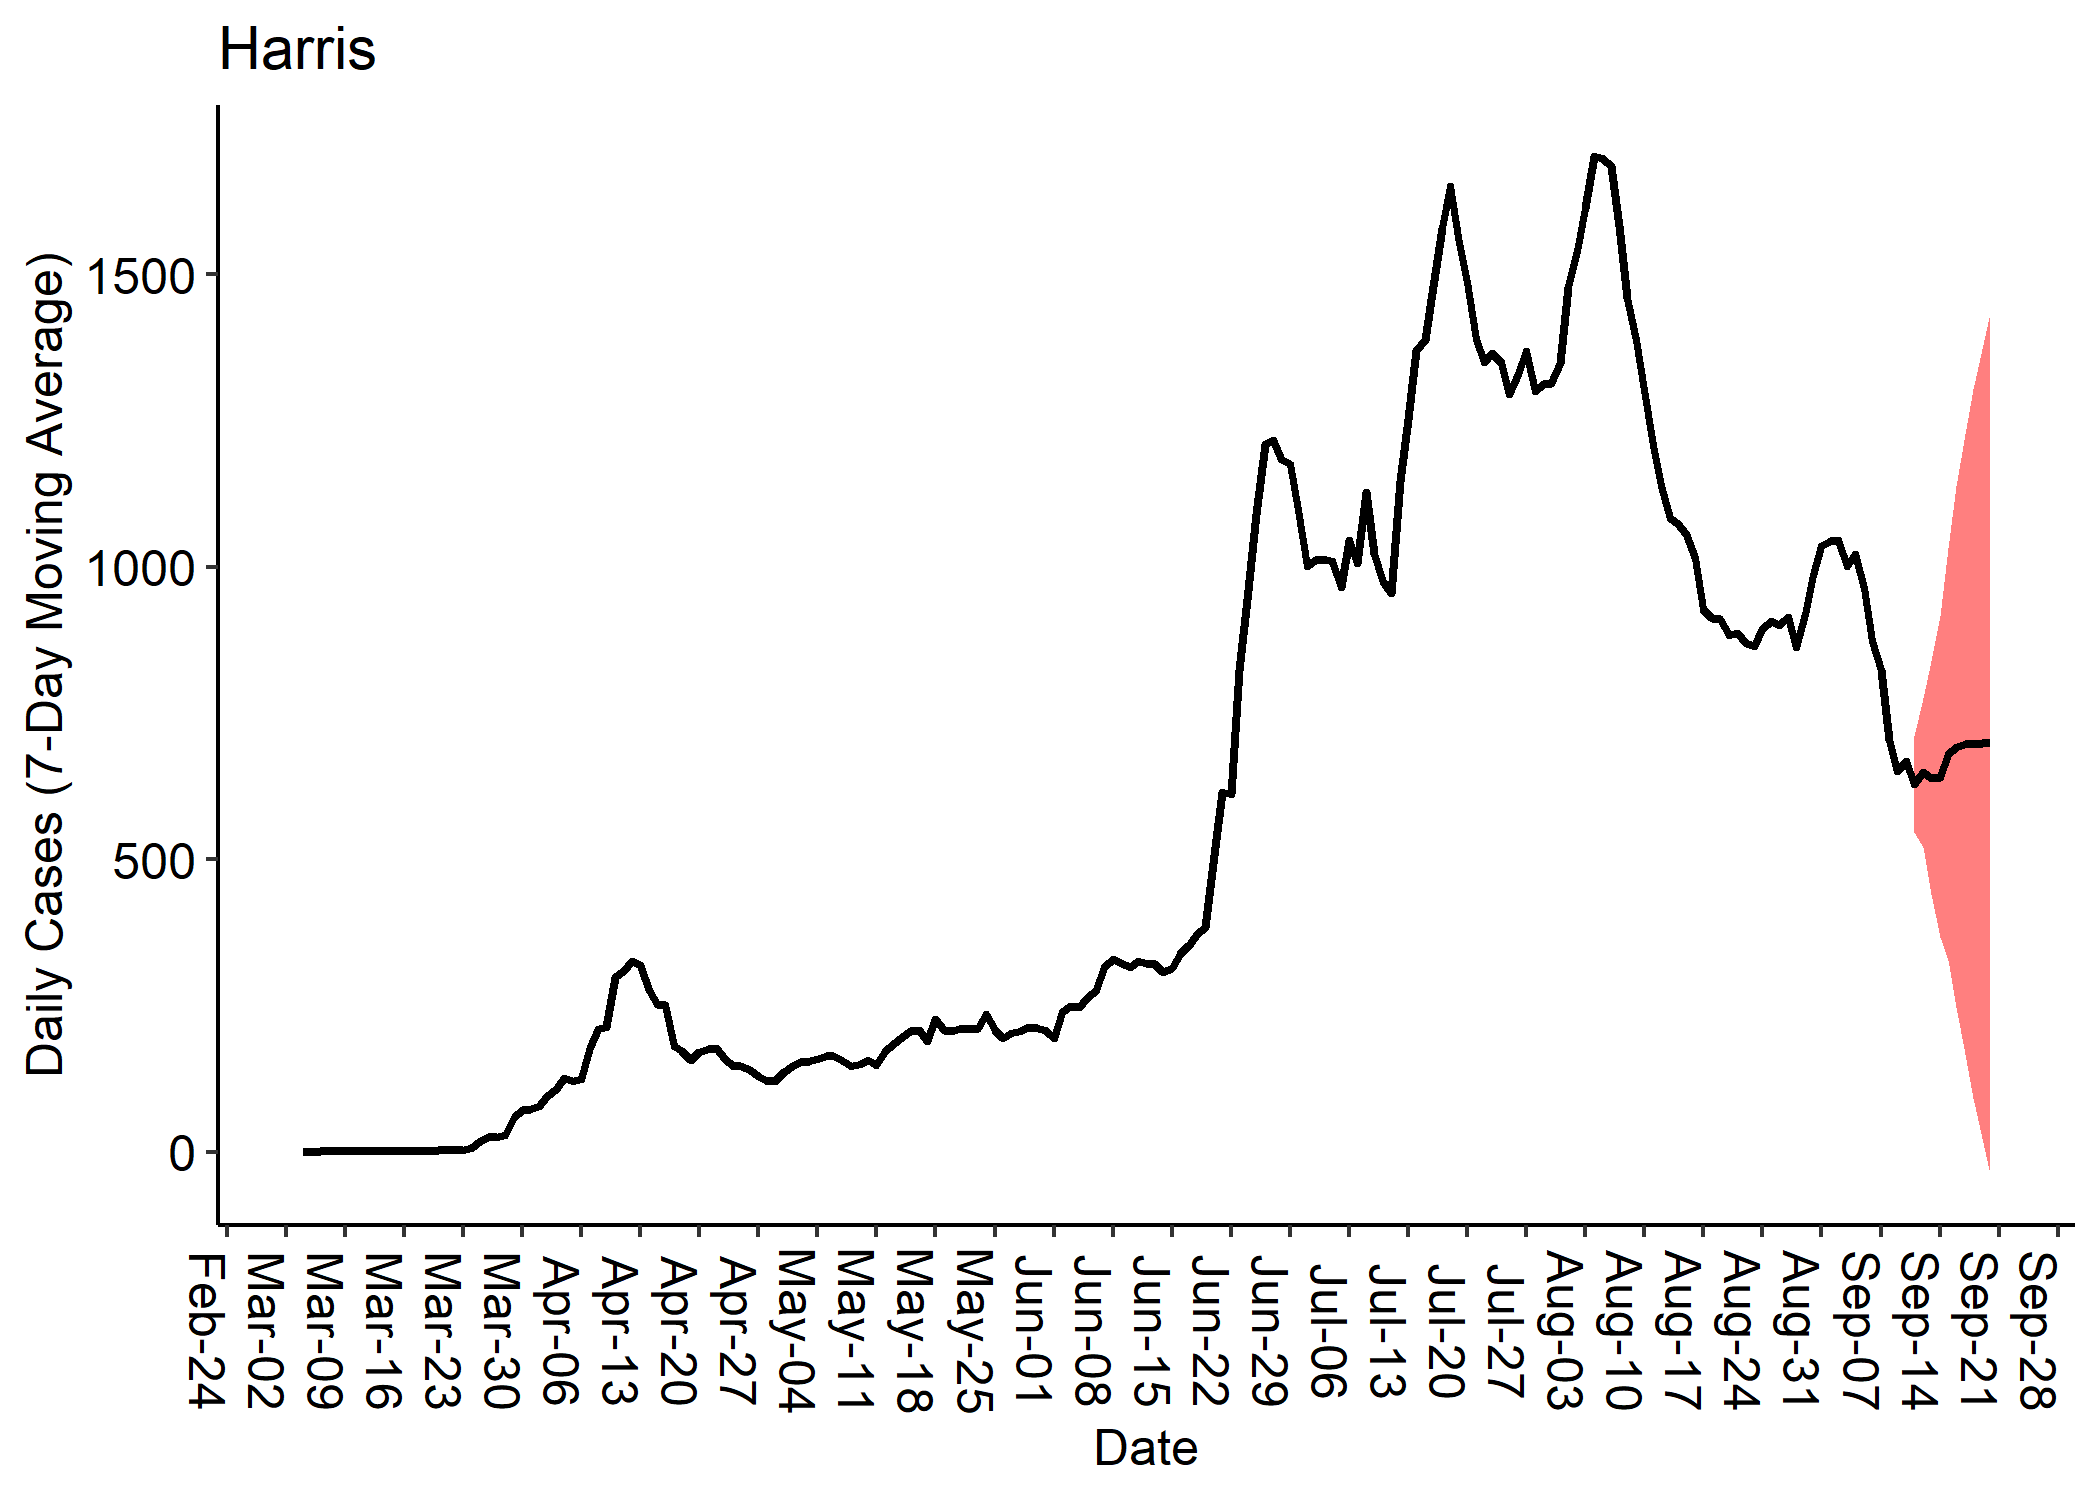 Harris
Daily Cases (7-Day Moving Average)
1500
1000
500
0
Feb-24
Mar-02
Mar-09
Mar-16
Mar-23
Mar-30
Apr-06
Apr-13
Apr-20
Apr-27
May-04
May-11
May-18
May-25
Jun-01
Jun-08
Jun-15
Jun-22
Jun-29
Jul-06
Jul-13
Jul-20
Jul-27
Aug-03
Aug-10
Aug-17
Aug-24
Aug-31
Sep-07
Sep-14
Sep-21
Sep-28
Date